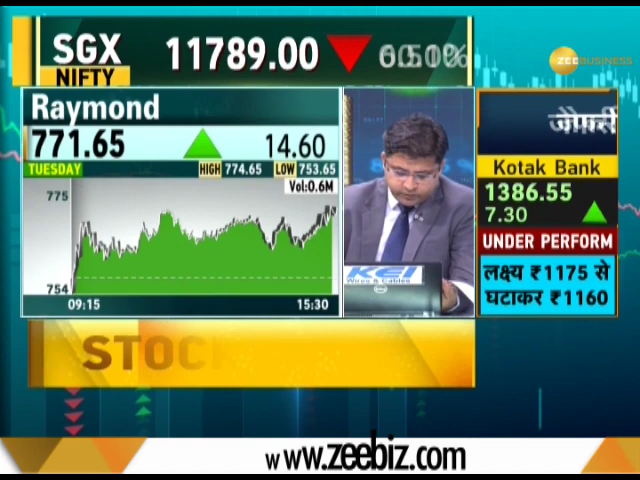 SGX
NIFTY
11789.00
ZEE BUSINESS
Raymond
771.65
14.60
TUESDAY
HIGH 774.65 LOW 753.65
Vol:0.6M
775
754
09:15
15:30
KEI
Wires & Cables
Kotak Bank
1386.55
7.30
UNDER PERFORM
लक्ष्य ₹1175 से
घटाकर ₹1160
STOCK
www.zeebiz.com